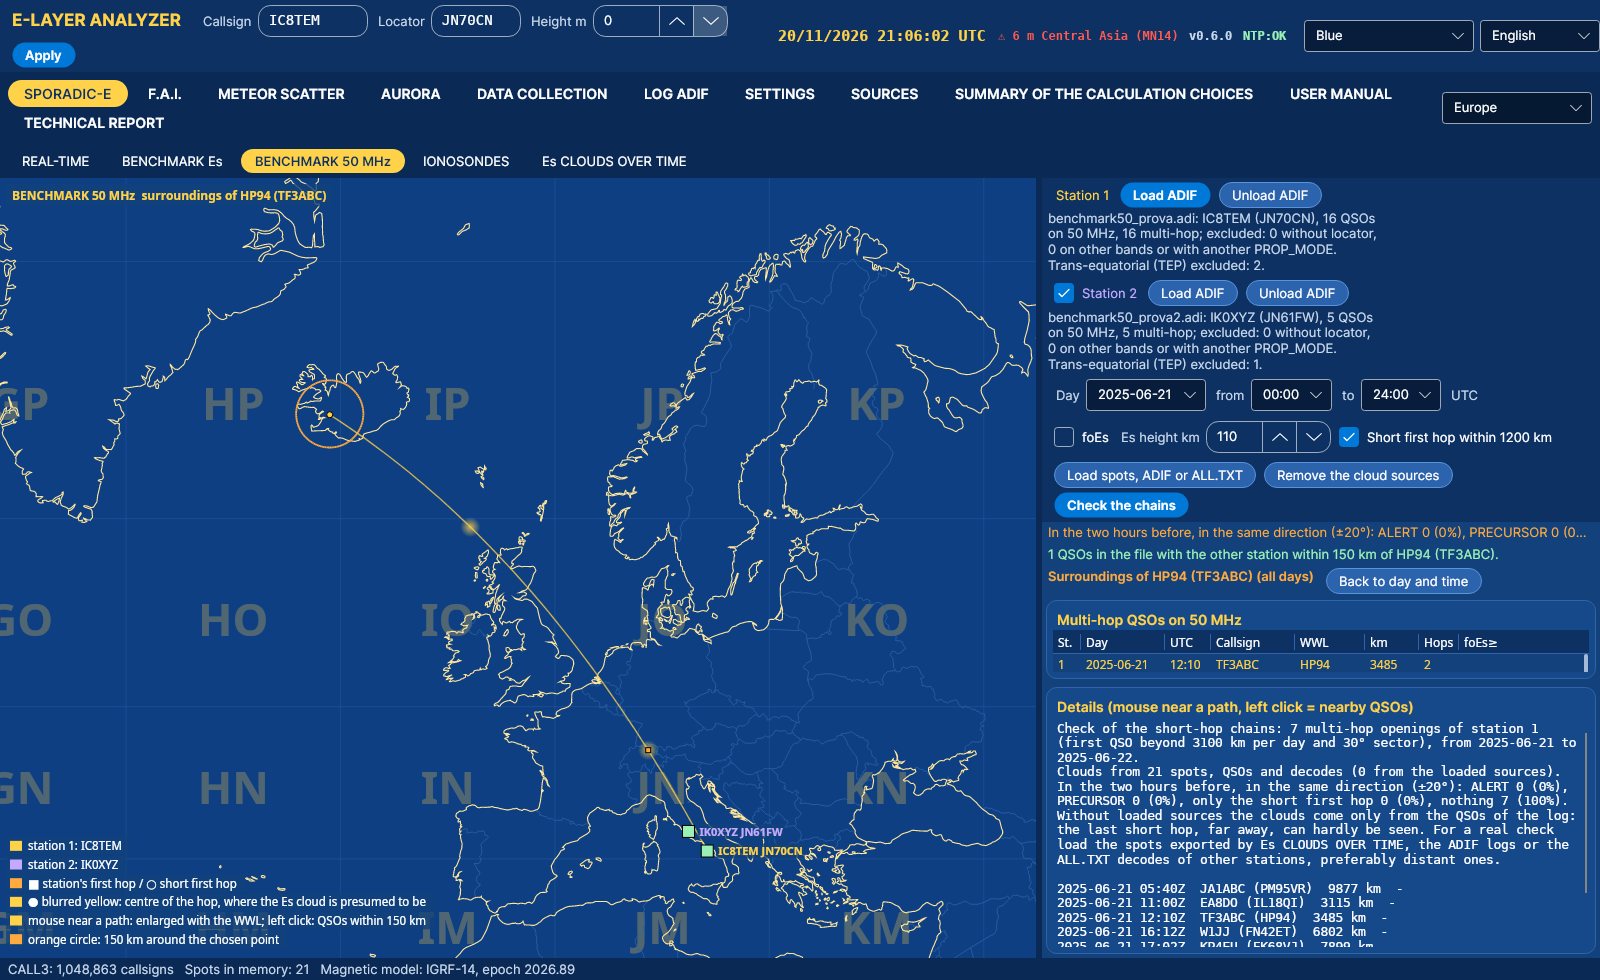 E-LAYER ANALYZER Callsign IC8TEM Locator JN70CN Height m 0
20/11/2026 21:06:02 UTC ⚠ 6 m Central Asia (MN14) v0.6.0 NTP:OK Blue English
Apply
SPORADIC-E F.A.I. METEOR SCATTER AURORA DATA COLLECTION LOG ADIF SETTINGS SOURCES SUMMARY OF THE CALCULATION CHOICES USER MANUAL
TECHNICAL REPORT
Europe
REAL-TIME BENCHMARK Es BENCHMARK 50 MHz IONOSONDES Es CLOUDS OVER TIME
BENCHMARK 50 MHz surroundings of HP94 (TF3ABC)
GP HP IP JP KP
GO HO IO JO KO
GN HN IN JN KN
IM JM KM
IK0XYZ JN61FW
IC8TEM JN70CN
station 1: IC8TEM
station 2: IK0XYZ
■ station's first hop / ○ short first hop
● blurred yellow: centre of the hop, where the Es cloud is presumed to be
mouse near a path: enlarged with the WWL; left click: QSOs within 150 km
orange circle: 150 km around the chosen point
Station 1 Load ADIF Unload ADIF
benchmark50_prova.adi: IC8TEM (JN70CN), 16 QSOs
on 50 MHz, 16 multi-hop; excluded: 0 without locator,
0 on other bands or with another PROP_MODE.
Trans-equatorial (TEP) excluded: 2.
Station 2 Load ADIF Unload ADIF
benchmark50_prova2.adi: IK0XYZ (JN61FW), 5 QSOs
on 50 MHz, 5 multi-hop; excluded: 0 without locator,
0 on other bands or with another PROP_MODE.
Trans-equatorial (TEP) excluded: 1.
Day 2025-06-21 from 00:00 to 24:00 UTC
foEs Es height km 110 Short first hop within 1200 km
Load spots, ADIF or ALL.TXT Remove the cloud sources
Check the chains
In the two hours before, in the same direction (±20°): ALERT 0 (0%), PRECURSOR 0 (0...
1 QSOs in the file with the other station within 150 km of HP94 (TF3ABC).
Surroundings of HP94 (TF3ABC) (all days) Back to day and time
Multi-hop QSOs on 50 MHz
St. Day UTC Callsign WWL km Hops foEs≥
1 2025-06-21 12:10 TF3ABC HP94 3485 2
Details (mouse near a path, left click = nearby QSOs)
Check of the short-hop chains: 7 multi-hop openings of station 1
(first QSO beyond 3100 km per day and 30° sector), from 2025-06-21 to
2025-06-22.
Clouds from 21 spots, QSOs and decodes (0 from the loaded sources).
In the two hours before, in the same direction (±20°): ALERT 0 (0%),
PRECURSOR 0 (0%), only the short first hop 0 (0%), nothing 7 (100%).
Without loaded sources the clouds come only from the QSOs of the log:
the last short hop, far away, can hardly be seen. For a real check
load the spots exported by Es CLOUDS OVER TIME, the ADIF logs or the
ALL.TXT decodes of other stations, preferably distant ones.
2025-06-21 05:40Z JA1ABC (PM95VR) 9877 km -
2025-06-21 11:00Z EA8DO (IL18QI) 3115 km -
2025-06-21 12:10Z TF3ABC (HP94) 3485 km -
2025-06-21 16:12Z W1JJ (FN42ET) 6802 km -
2025-06-21 17:02Z KP4EU (FK68VJ) 7899 km
CALL3: 1,048,863 callsigns Spots in memory: 21 Magnetic model: IGRF-14, epoch 2026.89